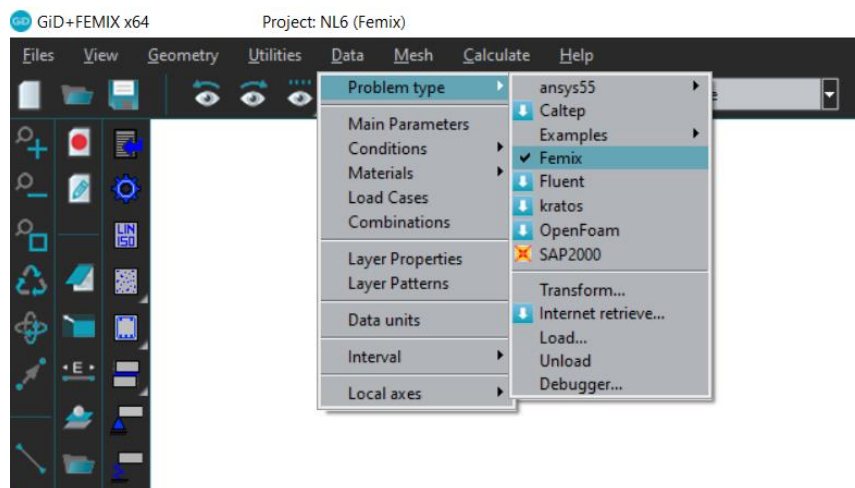 GiD GiD+FEMIX x64 Project: NL6 (Femix)
Files View Geometry Utilities Data Mesh Calculate Help
Problem type
Main Parameters
Conditions
Materials
Load Cases
Combinations
Layer Properties
Layer Patterns
Data units
Interval
Local axes
ansys55
Caltep
Examples
Femix
Fluent
kratos
OpenFoam
SAP2000
Transform...
Internet retrieve...
Load...
Unload
Debugger...
LIN
ISO
E